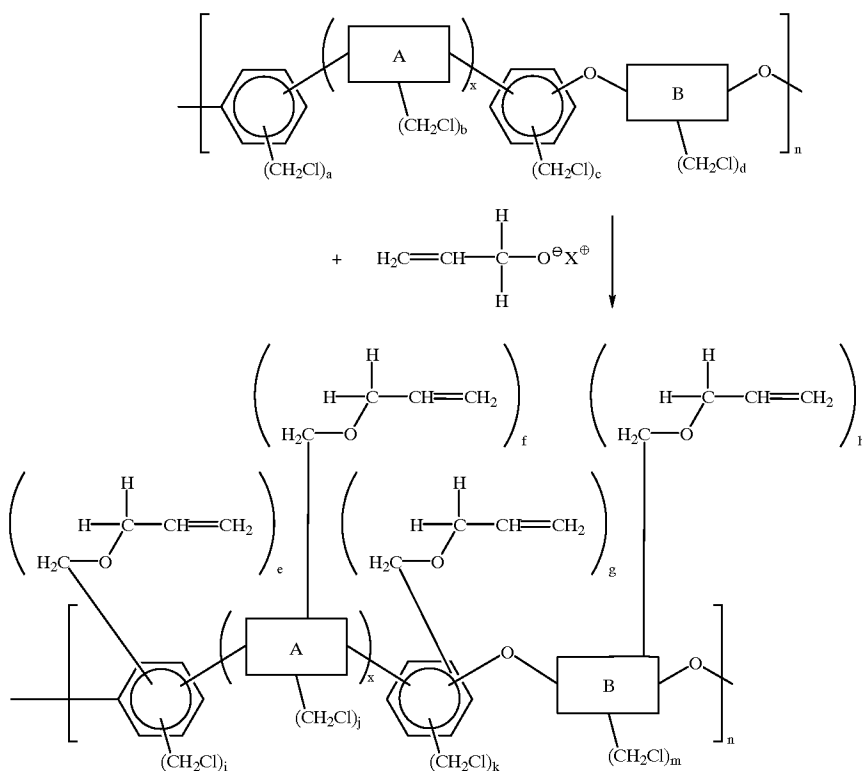 A
x
O
B
O
(CH2Cl)b
(CH2Cl)a
(CH2Cl)c
(CH2Cl)d
n
H
+ H2C CH C O ⊖ X ⊕
H
H
H C CH CH2
H2C O
f
H
H C CH CH2
H2C O
h
H
H C CH CH2
H2C O
e
H
H C CH CH2
H2C O
g
A
x
O
B
O
n
(CH2Cl)i
(CH2Cl)j
(CH2Cl)k
(CH2Cl)m